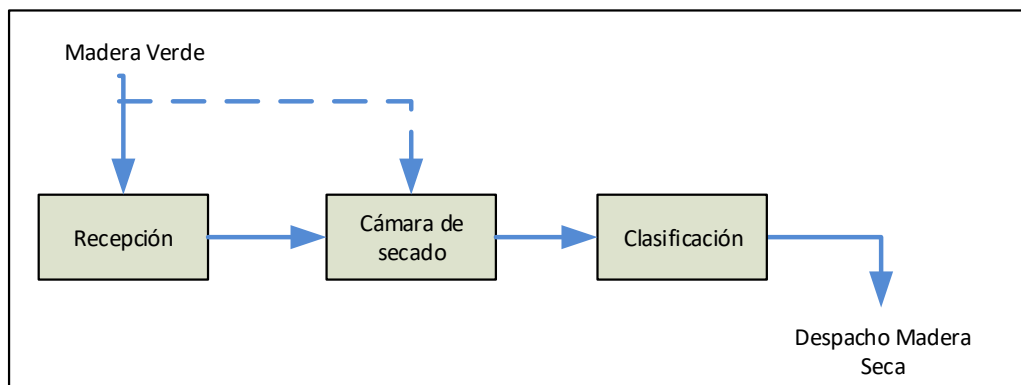 Madera Verde
Recepción
Cámara de
secado
Clasificación
Despacho Madera
Seca